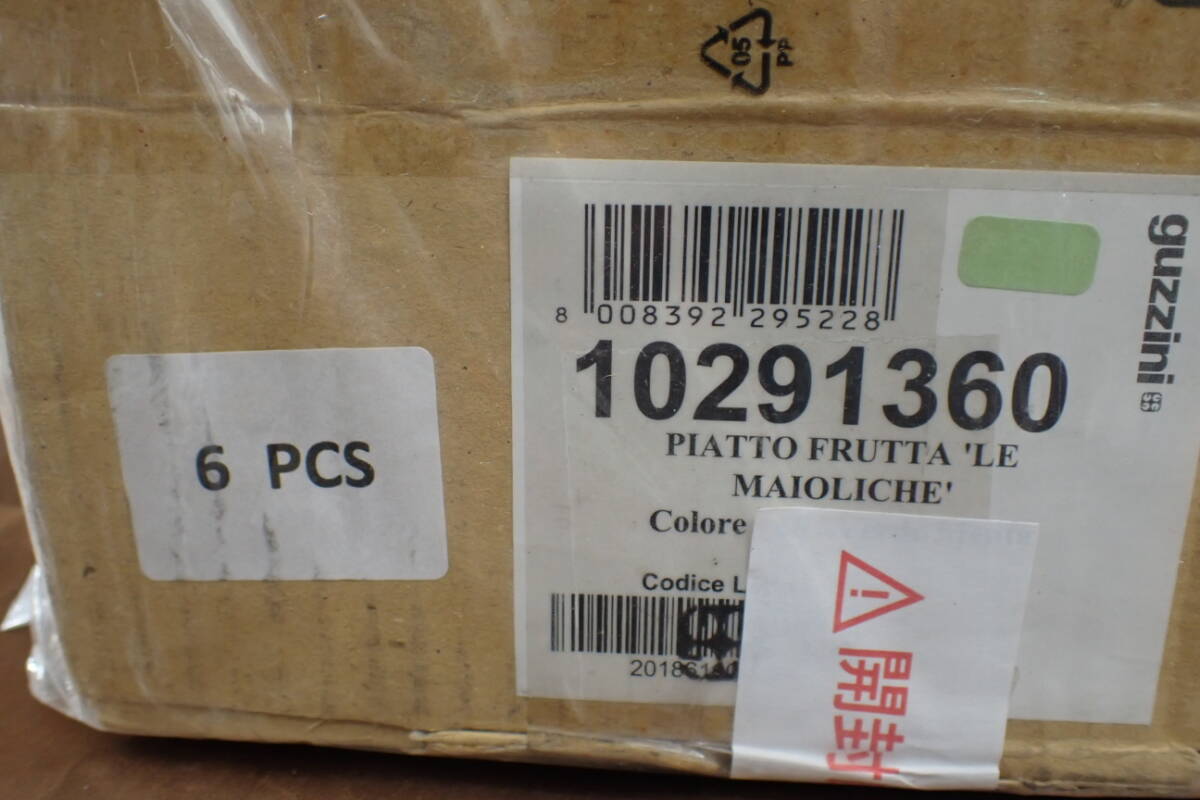 05
PP
guzzini
8 008392 295228
10291360
PIATTO FRUTTA 'LE
MAIOLICHE'
Colore
Codice L
6 PCS
開封